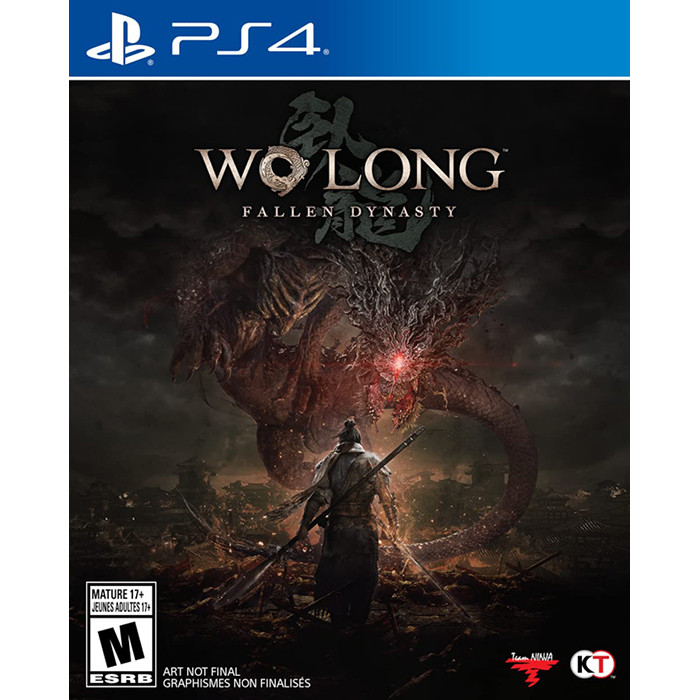 PS4
臥龍
WO LONG™
FALLEN DYNASTY
MATURE 17+
JEUNES ADULTES 17+
M
ESRB
ART NOT FINAL
GRAPHISMES NON FINALISÉS
Team NINJA
KT